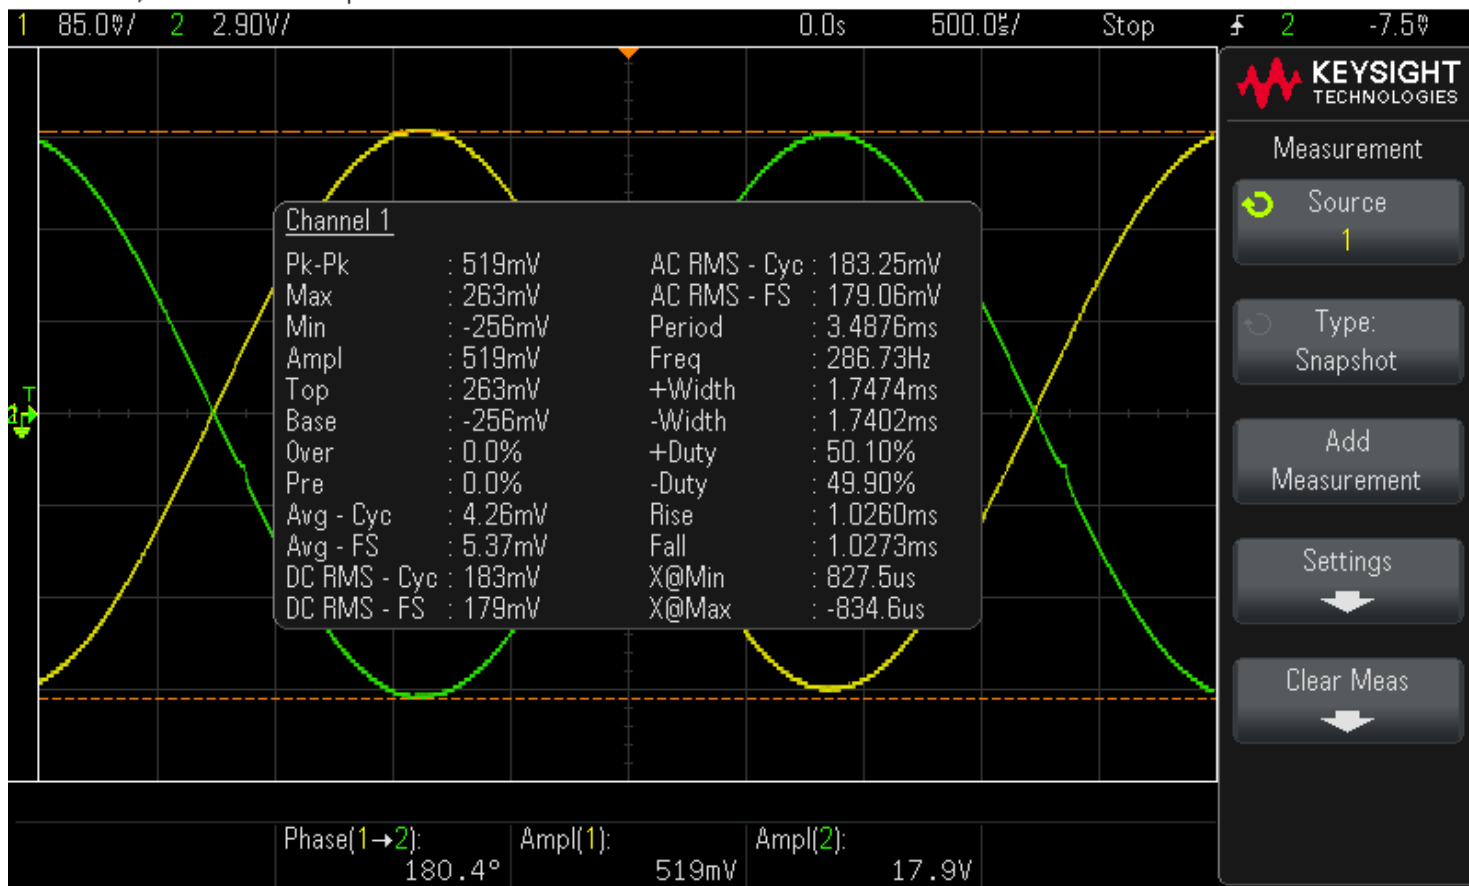 1 85.0mV/ 2 2.90V/ 0.0s 500.0us/ Stop 2 -7.5mV
KEYSIGHT
TECHNOLOGIES
Measurement
Source
1
Type:
Snapshot
Add
Measurement
Settings
Clear Meas
T
Channel 1
Pk-Pk : 519mV AC RMS - Cyc : 183.25mV
Max : 263mV AC RMS - FS : 179.06mV
Min : -256mV Period : 3.4876ms
Ampl : 519mV Freq : 286.73Hz
Top : 263mV +Width : 1.7474ms
Base : -256mV -Width : 1.7402ms
Over : 0.0% +Duty : 50.10%
Pre : 0.0% -Duty : 49.90%
Avg - Cyc : 4.26mV Rise : 1.0260ms
Avg - FS : 5.37mV Fall : 1.0273ms
DC RMS - Cyc : 183mV X@Min : 827.5us
DC RMS - FS : 179mV X@Max : -834.6us
Phase(1→2): Ampl(1): Ampl(2):
180.4° 519mV 17.9V